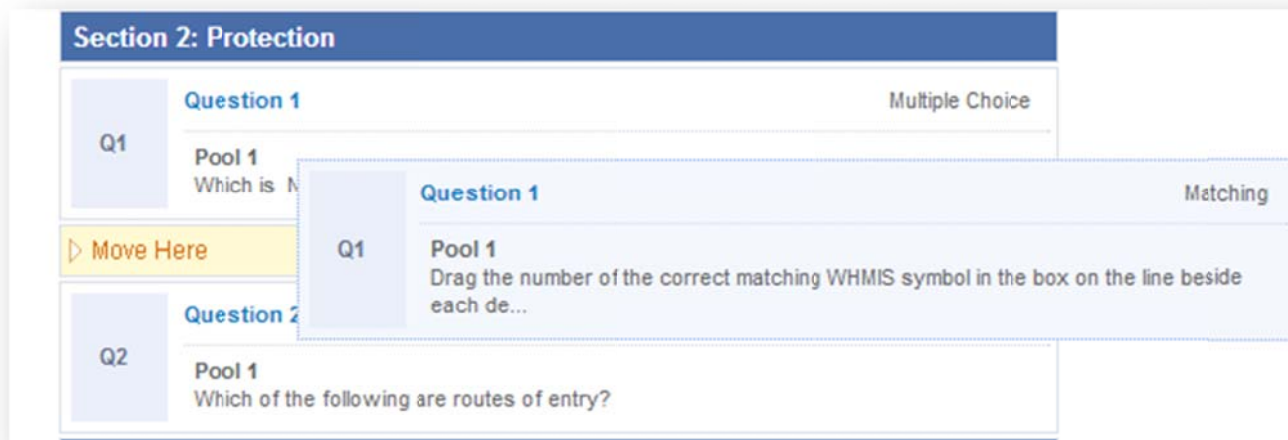 Section 2: Protection
Question 1 Multiple Choice
Q1
Pool 1
Which is
Question 1 Matching
Q1
Pool 1
Drag the number of the correct matching WHMIS symbol in the box on the line beside
each de...
Move Here
Question 2
Q2
Pool 1
Which of the following are routes of entry?